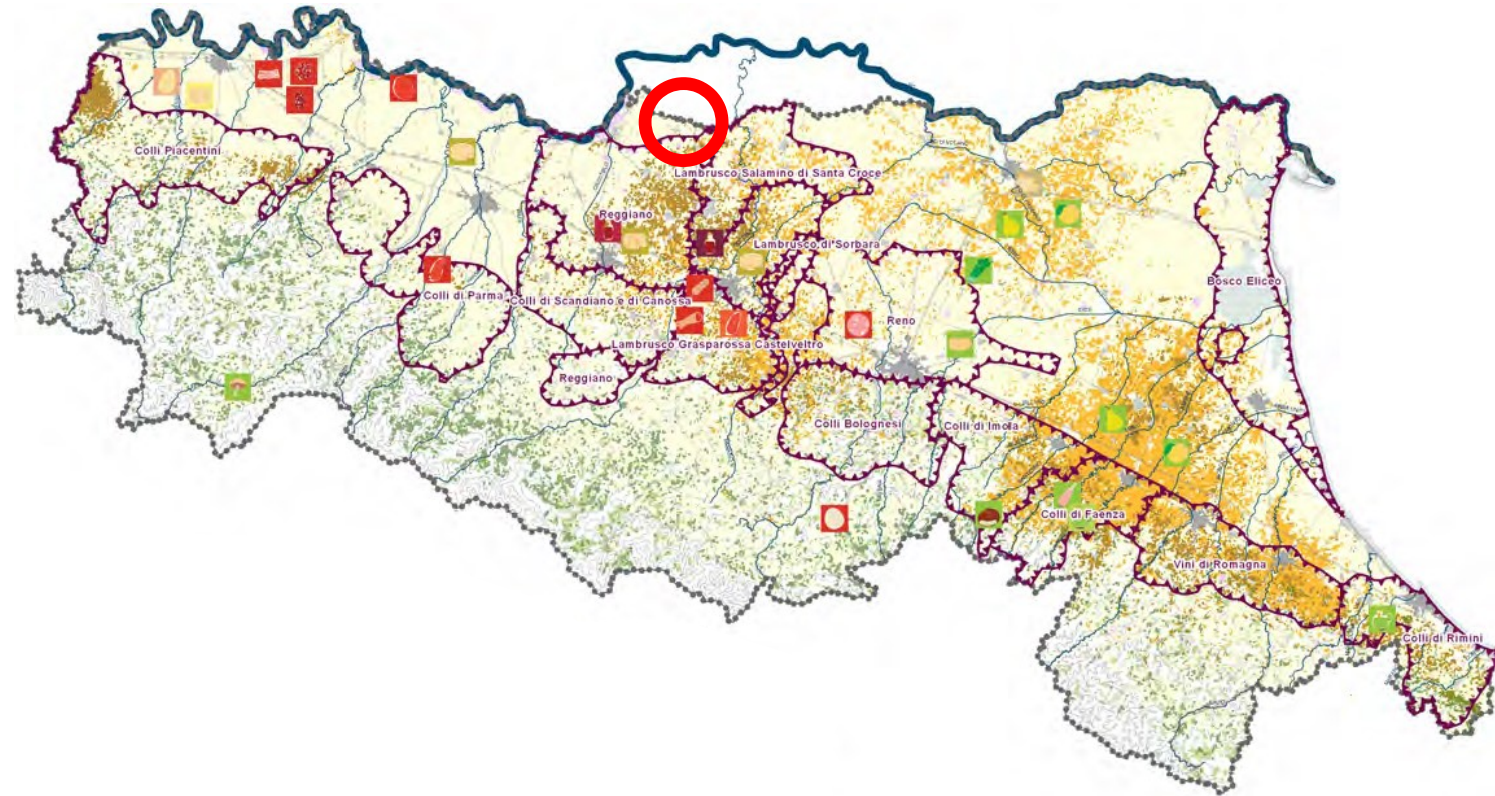 Colli Piacentini
Lambrusco Salamino di Santa Croce
Reggiano
Lambrusco di Sorbara
Bosco Eliceo
Colli di Parma
Colli di Scandiano e di Canossa
Reno
Lambrusco Grasparossa Castelveltro
Reggiano
Colli Bolognesi
Colli di Imola
Colli di Faenza
Vini di Romagna
Colli di Rimini